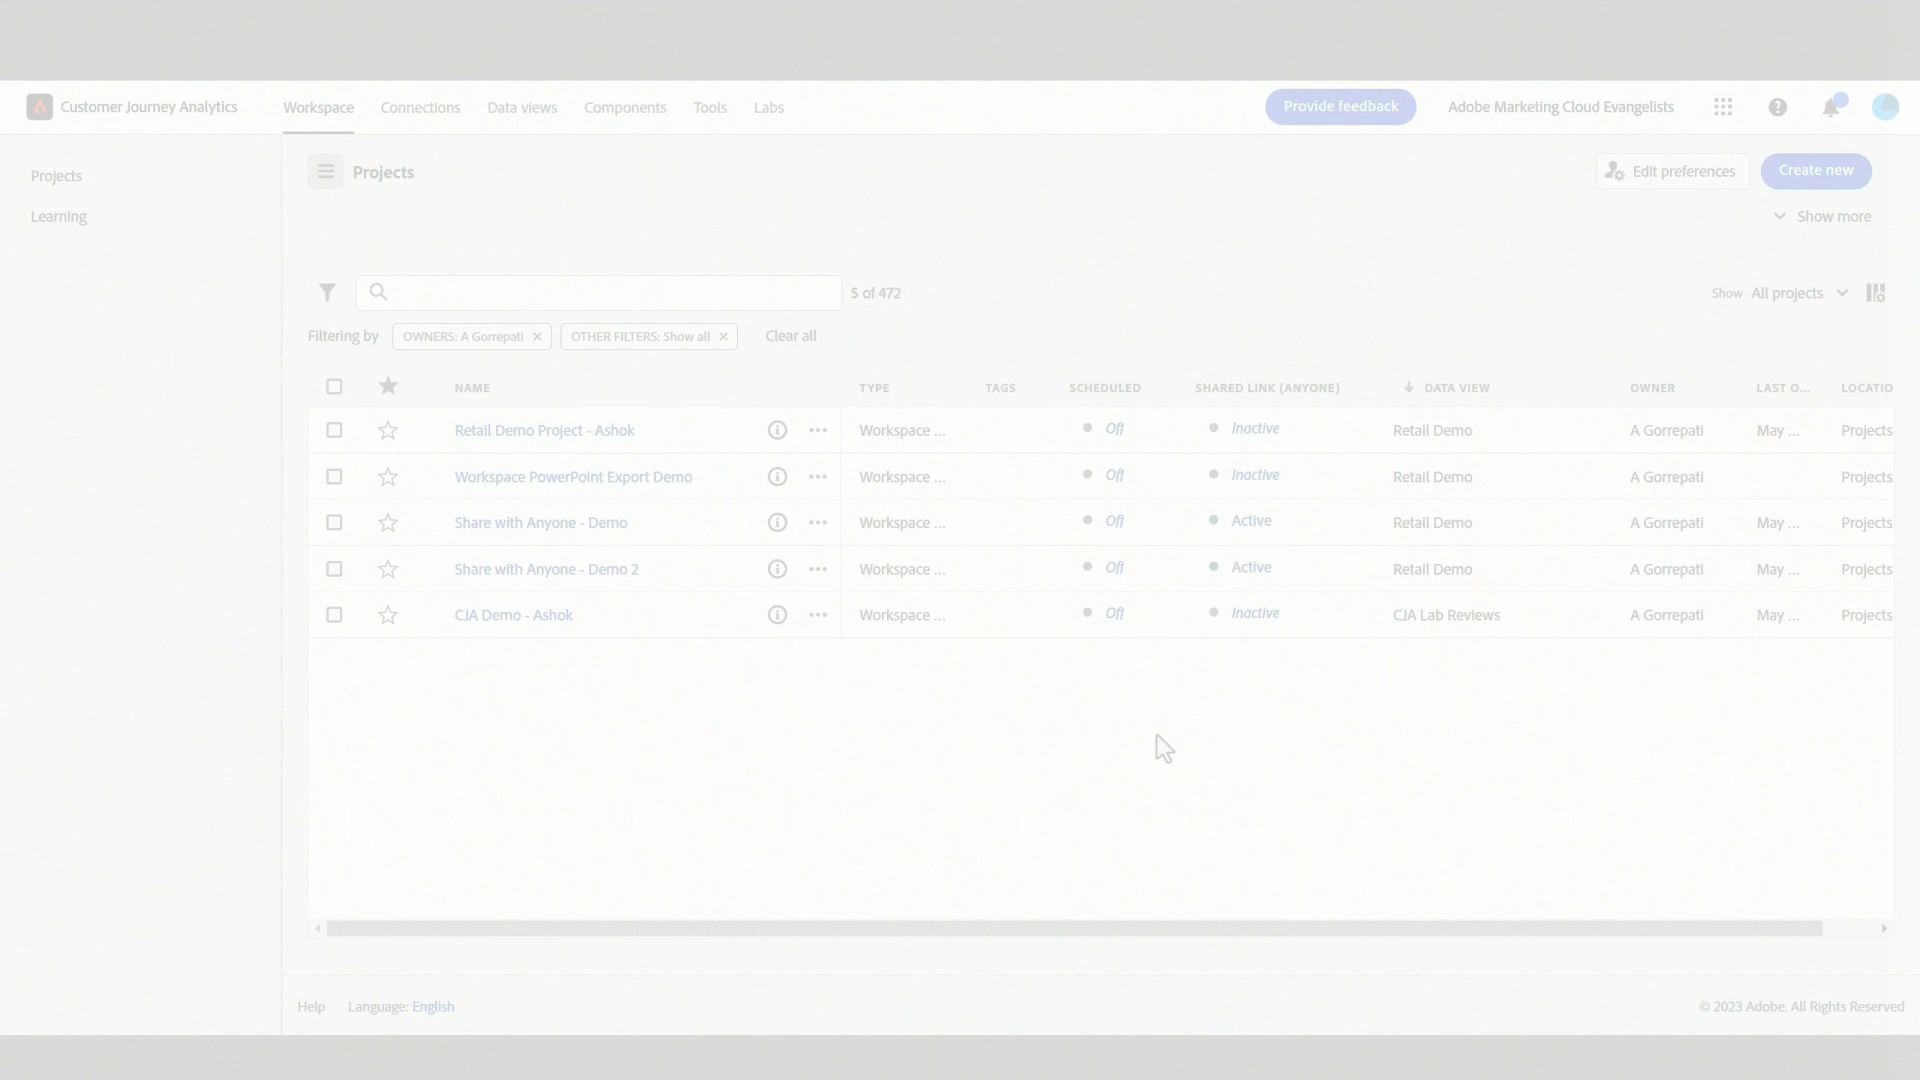 Customer Journey Analytics Workspace Connections Data views Components Tools Labs Provide feedback Adobe Marketing Cloud Evangelists
Projects
Learning
Projects Edit preferences Create new
Show more
5 of 472 Show All projects
Filtering by OWNERS: A Gorrepati OTHER FILTERS: Show all Clear all
NAME TYPE TAGS SCHEDULED SHARED LINK (ANYONE) DATA VIEW OWNER LAST O... LOCATIO
Retail Demo Project - Ashok Workspace ... Off Inactive Retail Demo A Gorrepati May ... Projects
Workspace PowerPoint Export Demo Workspace ... Off Inactive Retail Demo A Gorrepati Projects
Share with Anyone - Demo Workspace ... Off Active Retail Demo A Gorrepati May ... Projects
Share with Anyone - Demo 2 Workspace ... Off Active Retail Demo A Gorrepati May ... Projects
CJA Demo - Ashok Workspace ... Off Inactive CJA Lab Reviews A Gorrepati May ... Projects
Help Language: English © 2023 Adobe. All Rights Reserved